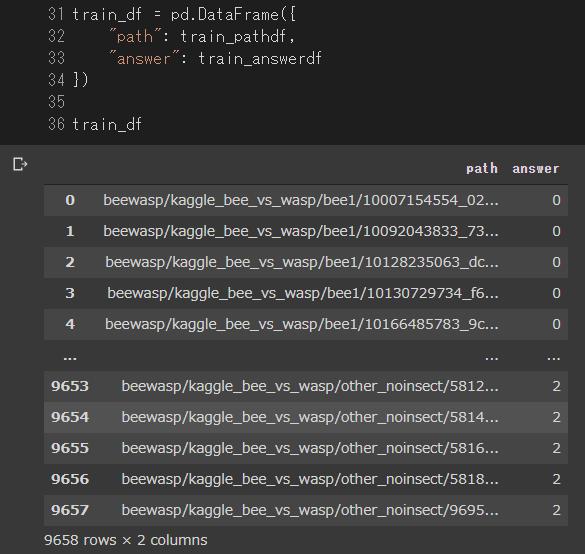 31 train_df = pd.DataFrame({
32     "path": train_pathdf,
33     "answer": train_answerdf
34 })
35
36 train_df
path answer
0 beewasp/kaggle_bee_vs_wasp/bee1/10007154554_02... 0
1 beewasp/kaggle_bee_vs_wasp/bee1/10092043833_73... 0
2 beewasp/kaggle_bee_vs_wasp/bee1/10128235063_dc... 0
3 beewasp/kaggle_bee_vs_wasp/bee1/10130729734_f6... 0
4 beewasp/kaggle_bee_vs_wasp/bee1/10166485783_9c... 0
... ... ...
9653 beewasp/kaggle_bee_vs_wasp/other_noinsect/5812... 2
9654 beewasp/kaggle_bee_vs_wasp/other_noinsect/5814... 2
9655 beewasp/kaggle_bee_vs_wasp/other_noinsect/5816... 2
9656 beewasp/kaggle_bee_vs_wasp/other_noinsect/5818... 2
9657 beewasp/kaggle_bee_vs_wasp/other_noinsect/9695... 2
9658 rows × 2 columns